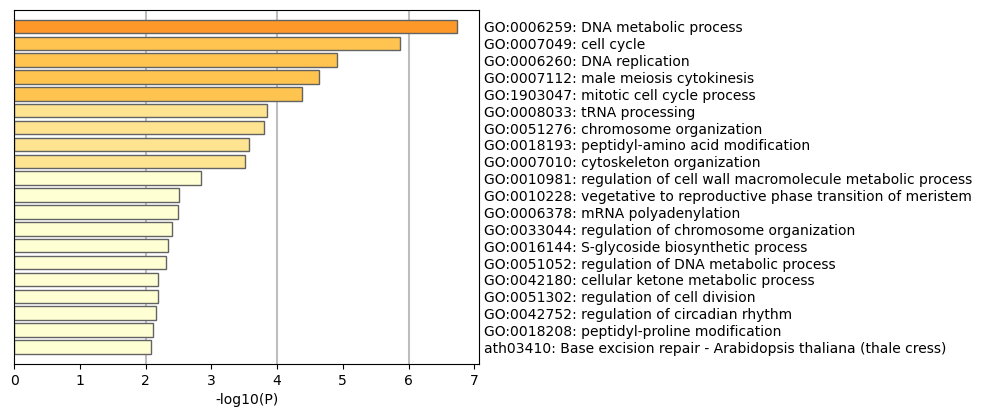 GO:0006259: DNA metabolic process
GO:0007049: cell cycle
GO:0006260: DNA replication
GO:0007112: male meiosis cytokinesis
GO:1903047: mitotic cell cycle process
GO:0008033: tRNA processing
GO:0051276: chromosome organization
GO:0018193: peptidyl-amino acid modification
GO:0007010: cytoskeleton organization
GO:0010981: regulation of cell wall macromolecule metabolic process
GO:0010228: vegetative to reproductive phase transition of meristem
GO:0006378: mRNA polyadenylation
GO:0033044: regulation of chromosome organization
GO:0016144: S-glycoside biosynthetic process
GO:0051052: regulation of DNA metabolic process
GO:0042180: cellular ketone metabolic process
GO:0051302: regulation of cell division
GO:0042752: regulation of circadian rhythm
GO:0018208: peptidyl-proline modification
ath03410: Base excision repair - Arabidopsis thaliana (thale cress)
0 1 2 3 4 5 6 7
-log10(P)